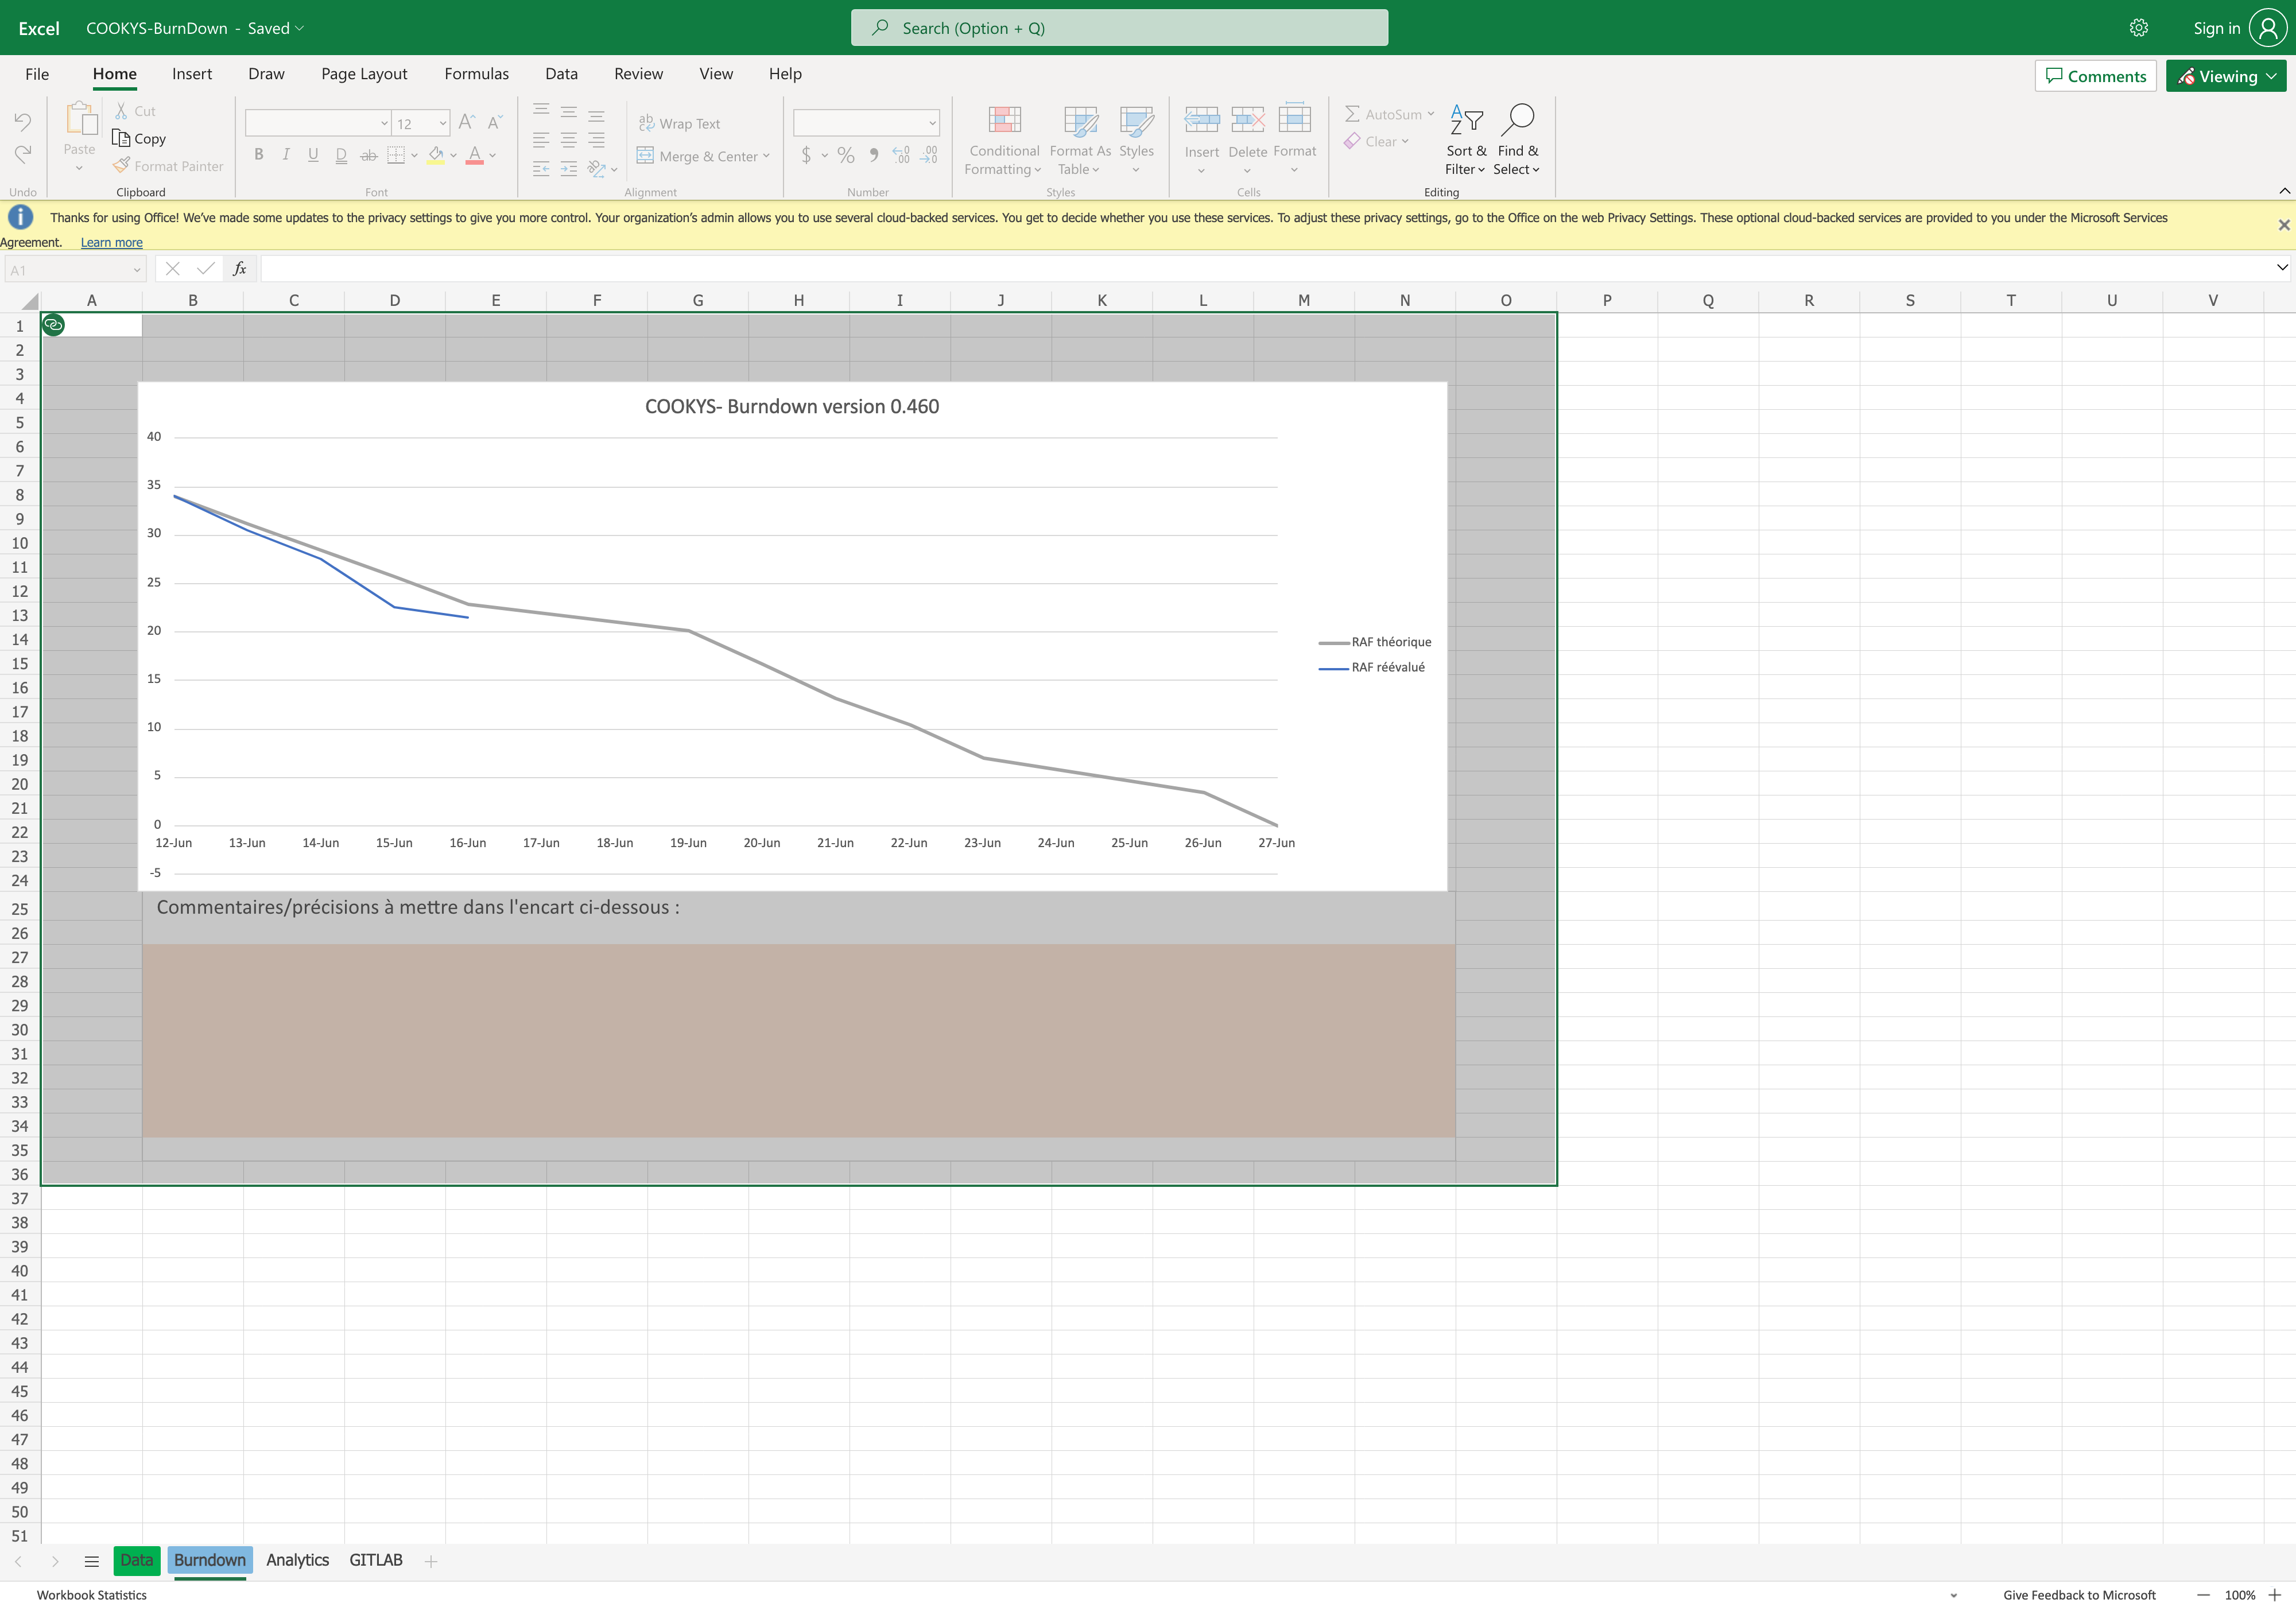 Excel COOKYS-BurnDown - Saved Search (Option + Q) Sign in
File Home Insert Draw Page Layout Formulas Data Review View Help Comments Viewing
Cut
Copy
Paste
Format Painter
12
Wrap Text
Merge & Center
B I U D ab
$ % 9 .00 .00 .0
Conditional Formatting
Format As Table
Styles
Insert
Delete
Format
AutoSum
Clear
Sort & Filter
Find & Select
Undo Clipboard Font Alignment Number Styles Cells Editing
Thanks for using Office! We've made some updates to the privacy settings to give you more control. Your organization's admin allows you to use several cloud-backed services. You get to decide whether you use these services. To adjust these privacy settings, go to the Office on the web Privacy Settings. These optional cloud-backed services are provided to you under the Microsoft Services
Agreement. Learn more
A1 fx
A B C D E F G H I J K L M N O P Q R S T U V
1
2
3
4
5
6
7
8
9
10
11
12
13
14
15
16
17
18
19
20
21
22
23
24
25
26
27
28
29
30
31
32
33
34
35
36
37
38
39
40
41
42
43
44
45
46
47
48
49
50
51
COOKYS- Burndown version 0.460
40
35
30
25
20
15
10
5
0
-5
12-Jun 13-Jun 14-Jun 15-Jun 16-Jun 17-Jun 18-Jun 19-Jun 20-Jun 21-Jun 22-Jun 23-Jun 24-Jun 25-Jun 26-Jun 27-Jun
RAF théorique
RAF réévalué
Commentaires/précisions à mettre dans l'encart ci-dessous :
Data Burndown Analytics GITLAB
Workbook Statistics Give Feedback to Microsoft 100%